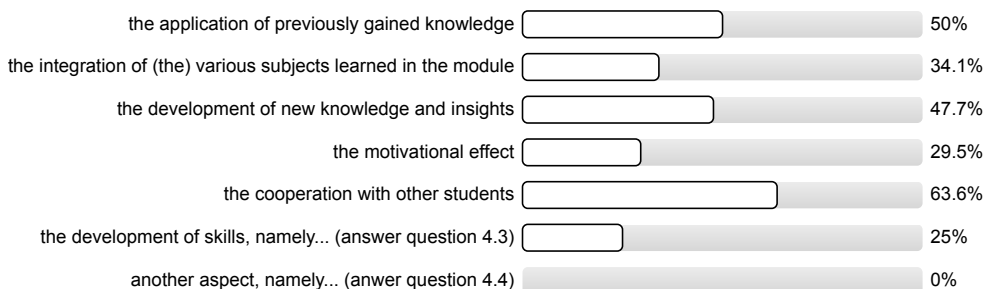 the application of previously gained knowledge 50%
the integration of (the) various subjects learned in the module 34.1%
the development of new knowledge and insights 47.7%
the motivational effect 29.5%
the cooperation with other students 63.6%
the development of skills, namely... (answer question 4.3) 25%
another aspect, namely... (anwer question 4.4) 0%